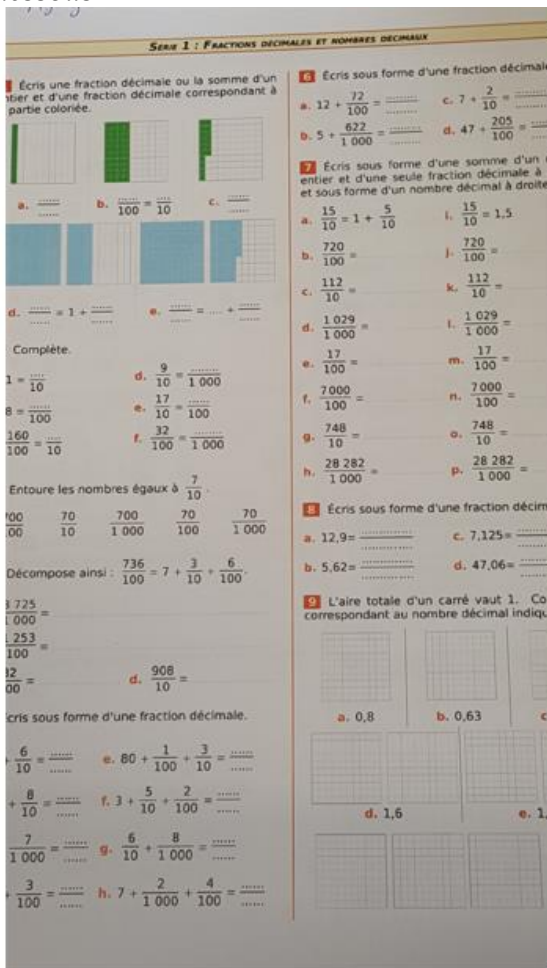 SÉRIE 1 : FRACTIONS DÉCIMALES ET NOMBRES DÉCIMAUX
Écris une fraction décimale ou la somme d'un
entier et d'une fraction décimale correspondant à
partie coloriée.
a. ...... / ......
b. ...... / 100 = ...... / 10
c. ...... / ......
d. ...... / ...... = 1 + ...... / ......
e. ...... / ...... = .... + ...... / ......
Complète.
1 = ...... / 10
d. 9/10 = ...... / 1 000
8 = ...... / 100
e. 17/10 = ...... / 100
160/100 = ...... / 10
f. 32/100 = ...... / 1 000
Entoure les nombres égaux à 7/10.
70/10 700/1 000 70/100 70/1 000
Décompose ainsi : 736/100 = 7 + 3/10 + 6/100.
725 / 000 =
253 / 100 =
d. 908/10 =
cris sous forme d'une fraction décimale.
+ 6/10 = ...... / ......
e. 80 + 1/100 + 3/10 = ...... / ......
+ 8/10 = ...... / ......
f. 3 + 5/10 + 2/100 = ...... / ......
7/1 000 = ...... / ......
g. 6/10 + 8/1 000 = ...... / ......
+ 3/100 = ...... / ......
h. 7 + 2/1 000 + 4/100 = ...... / ......
6 Écris sous forme d'une fraction décimale
a. 12 + 72/100 = ...... / ......
c. 7 + 2/10 = ...... / ......
b. 5 + 622/1 000 = ...... / ......
d. 47 + 205/100 = ...... / ......
7 Écris sous forme d'une somme d'un
entier et d'une seule fraction décimale à
et sous forme d'un nombre décimal à droite
a. 15/10 = 1 + 5/10
i. 15/10 = 1,5
b. 720/100 =
j. 720/100 =
c. 112/10 =
k. 112/10 =
d. 1 029/1 000 =
l. 1 029/1 000 =
e. 17/100 =
m. 17/100 =
f. 7000/100 =
n. 7000/100 =
g. 748/10 =
o. 748/10 =
h. 28 282/1 000 =
p. 28 282/1 000 =
8 Écris sous forme d'une fraction décim
a. 12,9= ...... / ......
c. 7,125= ...... / ......
b. 5,62= ...... / ......
d. 47,06= ...... / ......
9 L'aire totale d'un carré vaut 1. Co
correspondant au nombre décimal indiqu
a. 0,8
b. 0,63
c
d. 1,6
e. 1,